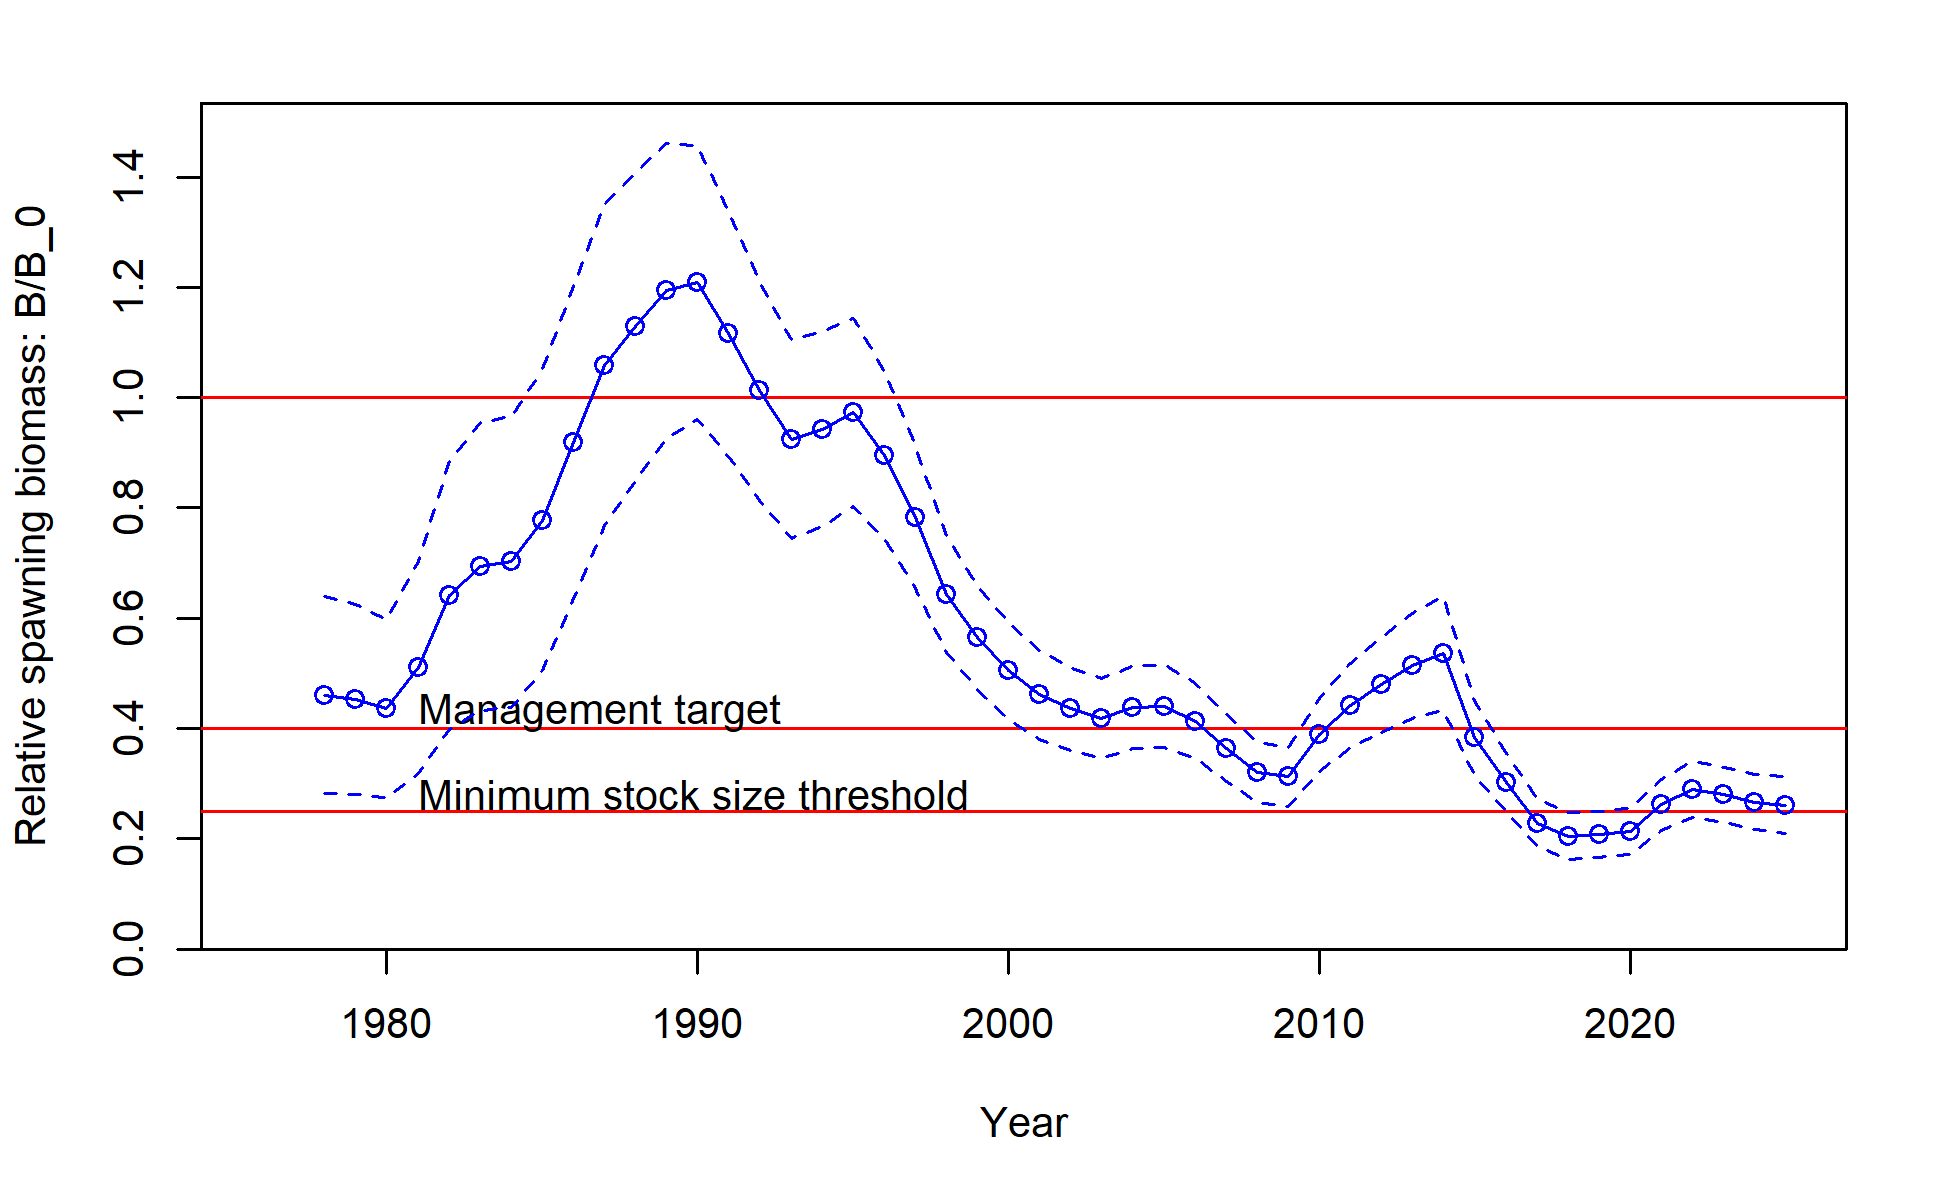 Relative spawning biomass: B/B_0
1.4
1.2
1.0
0.8
0.6
0.4
0.2
0.0
Management target
Minimum stock size threshold
1980 1990 2000 2010 2020
Year